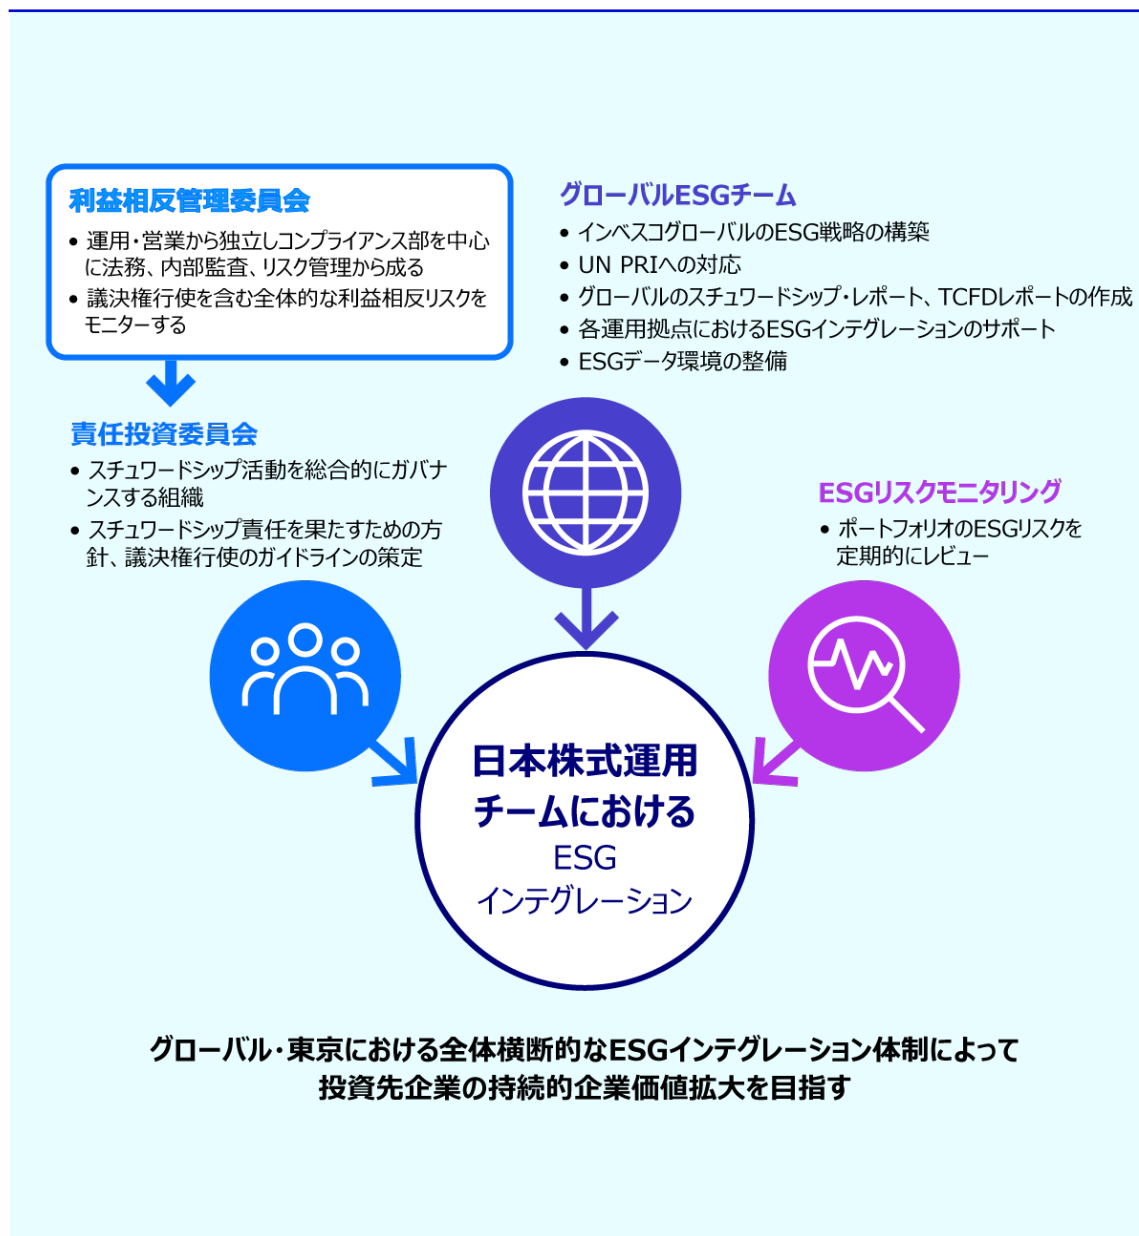 利益相反管理委員会
• 運用・営業から独立しコンプライアンス部を中心
に法務、内部監査、リスク管理から成る
• 議決権行使を含む全体的な利益相反リスクを
モニターする
グローバルESGチーム
• インベスコグローバルのESG戦略の構築
• UN PRIへの対応
• グローバルのスチュワードシップ・レポート、TCFDレポートの作成
• 各運用拠点におけるESGインテグレーションのサポート
• ESGデータ環境の整備
責任投資委員会
• スチュワードシップ活動を総合的にガバナ
ンスする組織
• スチュワードシップ責任を果たすための方
針、議決権行使のガイドラインの策定
ESGリスクモニタリング
• ポートフォリオのESGリスクを
定期的にレビュー
日本株式運用
チームにおける
ESG
インテグレーション
グローバル・東京における全体横断的なESGインテグレーション体制によって
投資先企業の持続的企業価値拡大を目指す